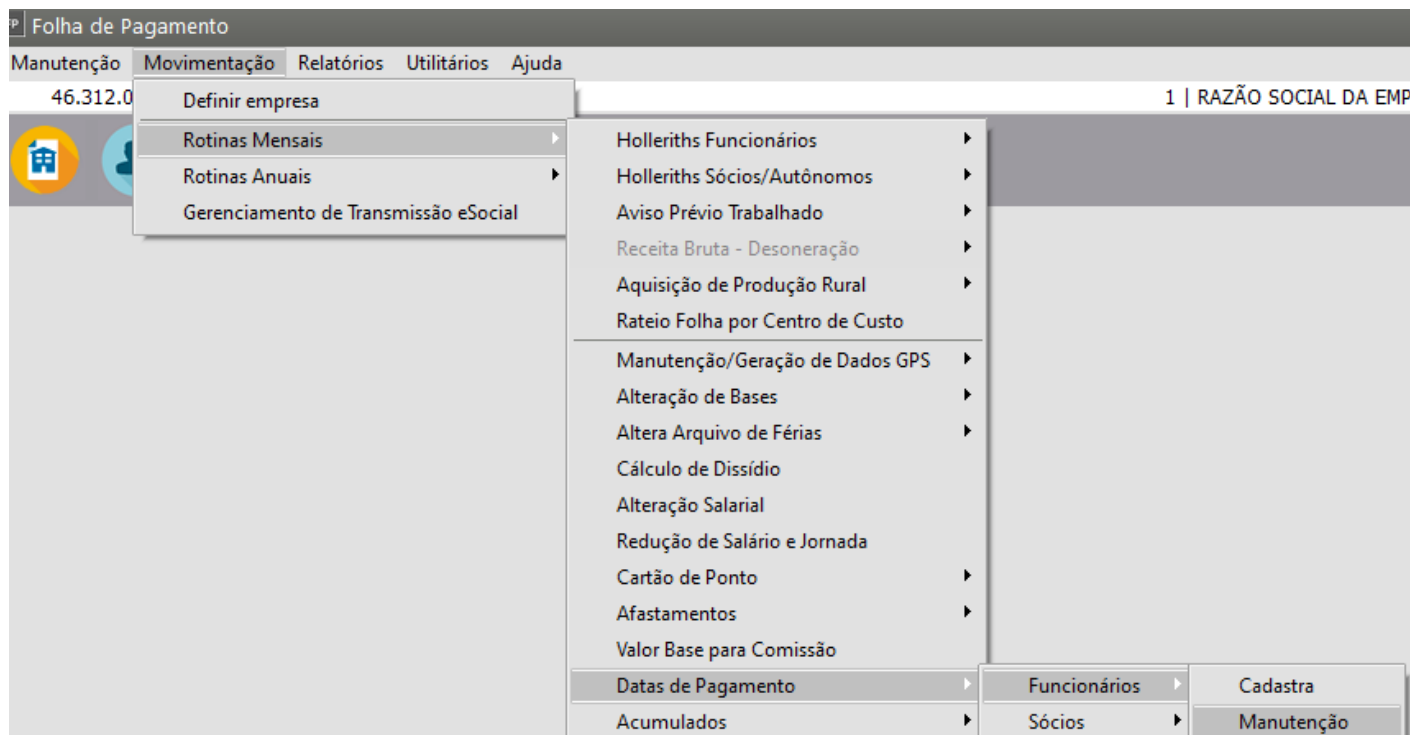 FP Folha de Pagamento
Manutenção Movimentação Relatórios Utilitários Ajuda
46.312.0 1 | RAZÃO SOCIAL DA EMP
Definir empresa
Rotinas Mensais
Rotinas Anuais
Gerenciamento de Transmissão eSocial
Holleriths Funcionários
Holleriths Sócios/Autônomos
Aviso Prévio Trabalhado
Receita Bruta - Desoneração
Aquisição de Produção Rural
Rateio Folha por Centro de Custo
Manutenção/Geração de Dados GPS
Alteração de Bases
Altera Arquivo de Férias
Cálculo de Dissídio
Alteração Salarial
Redução de Salário e Jornada
Cartão de Ponto
Afastamentos
Valor Base para Comissão
Datas de Pagamento
Acumulados
Funcionários
Sócios
Cadastra
Manutenção